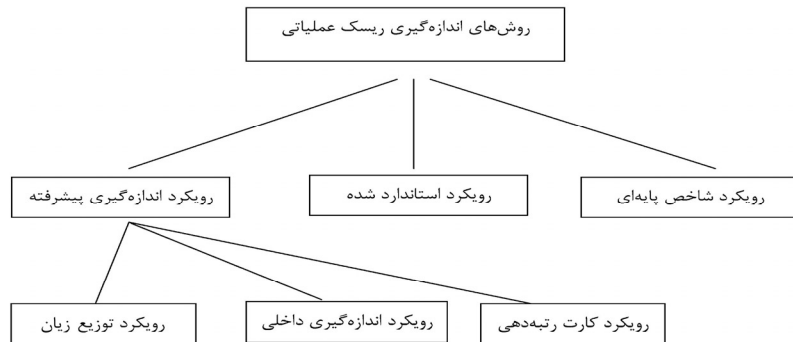 روش‌های اندازه‌گیری ریسک عملیاتی
رویکرد شاخص پایه‌ای
رویکرد استاندارد شده
رویکرد اندازه‌گیری پیشرفته
رویکرد کارت رتبه‌دهی
رویکرد اندازه‌گیری داخلی
رویکرد توزیع زیان